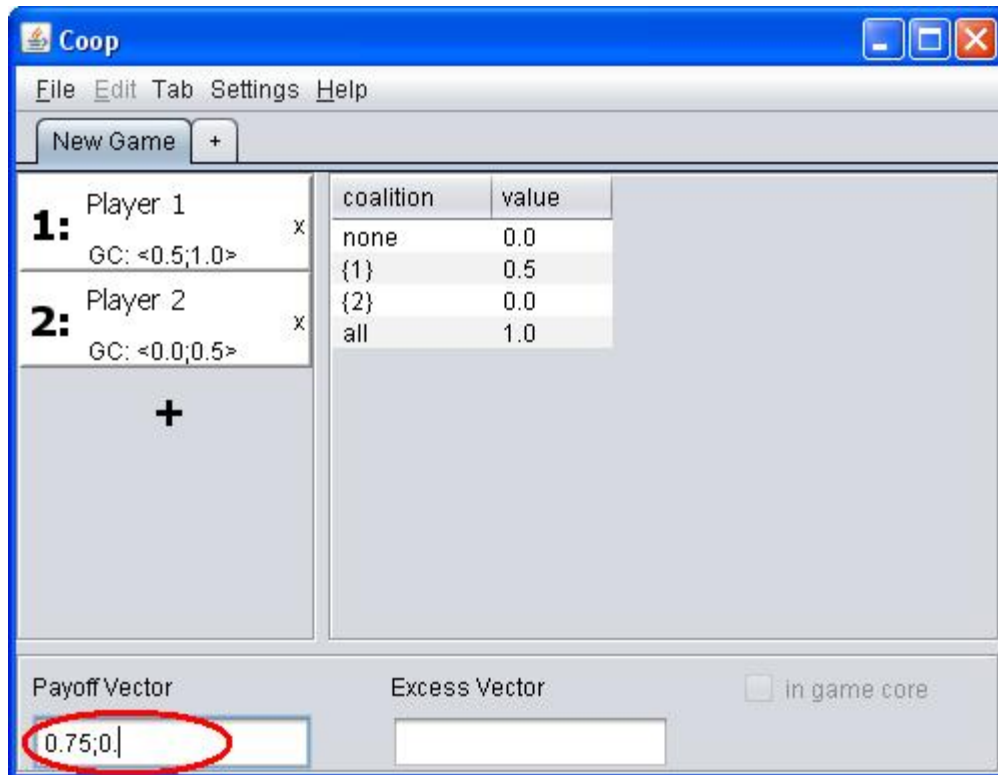 Coop
File Edit Tab Settings Help
New Game +
1: Player 1 x
GC: <0.5;1.0>
2: Player 2 x
GC: <0.0;0.5>
+
coalition value
none 0.0
{1} 0.5
{2} 0.0
all 1.0
Payoff Vector Excess Vector in game core
0.75;0.